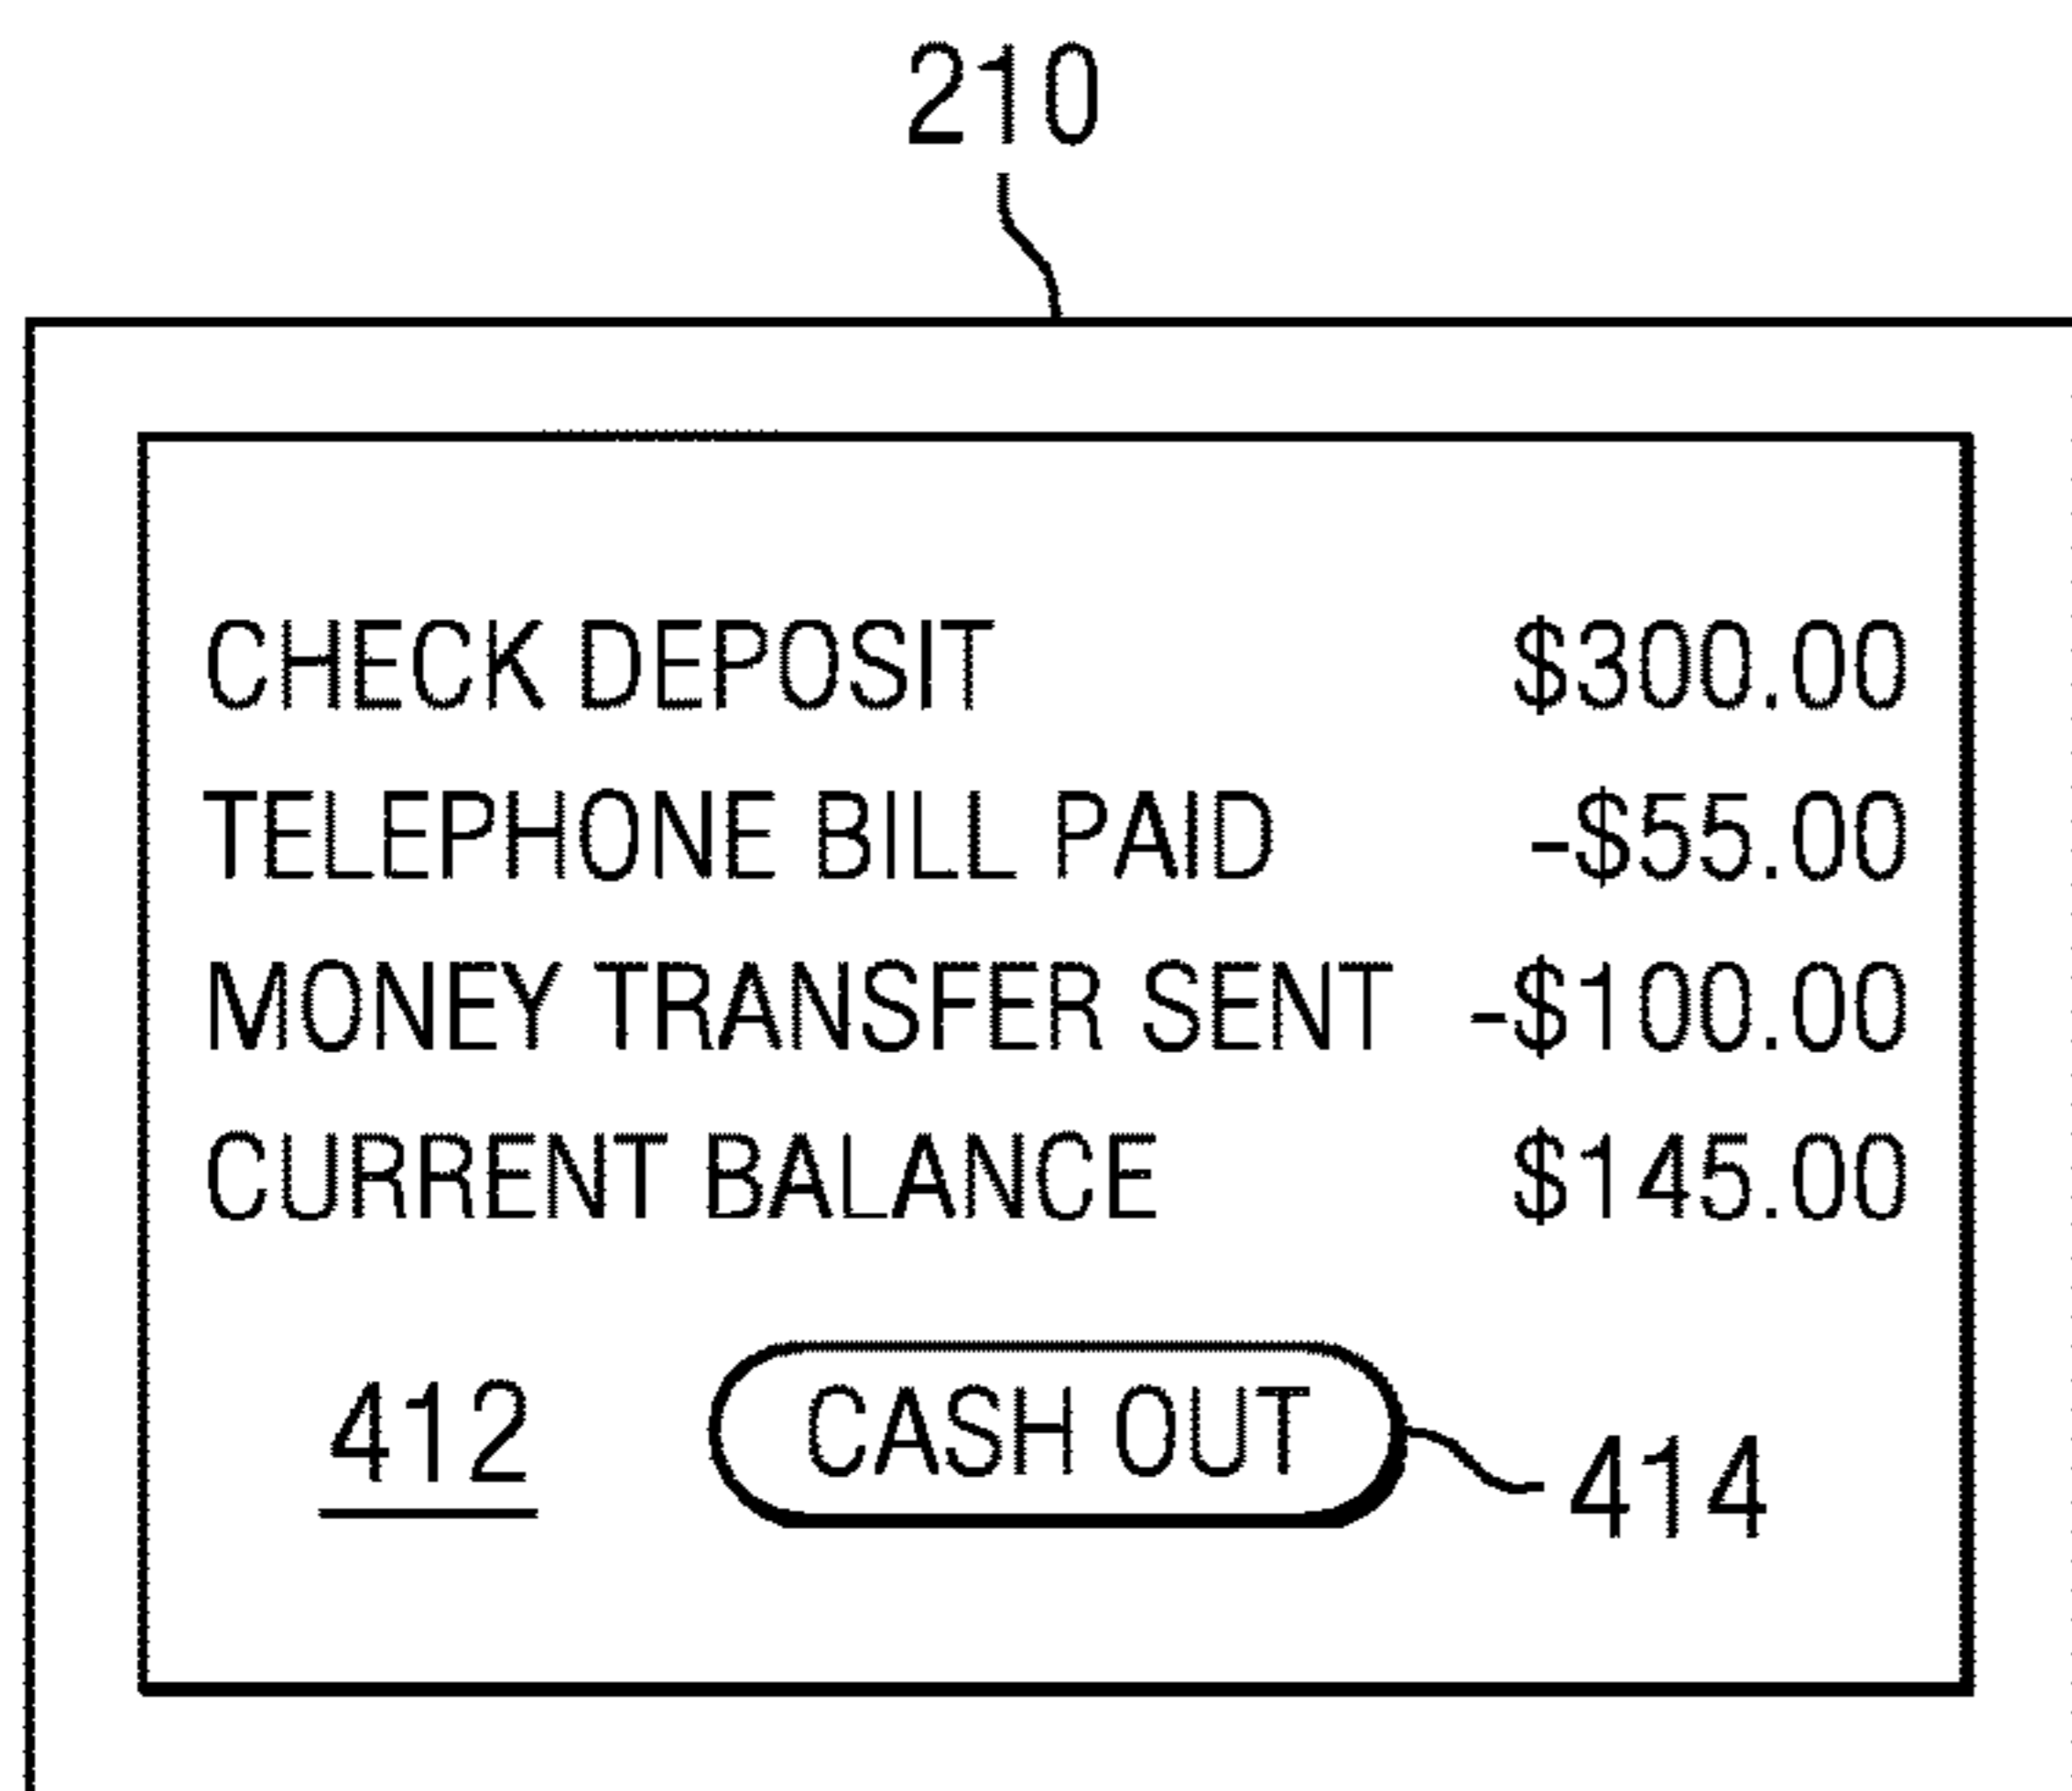 210
CHECK DEPOSIT $300.00
TELEPHONE BILL PAID -$55.00
MONEY TRANSFER SENT -$100.00
CURRENT BALANCE $145.00
412 CASH OUT 414